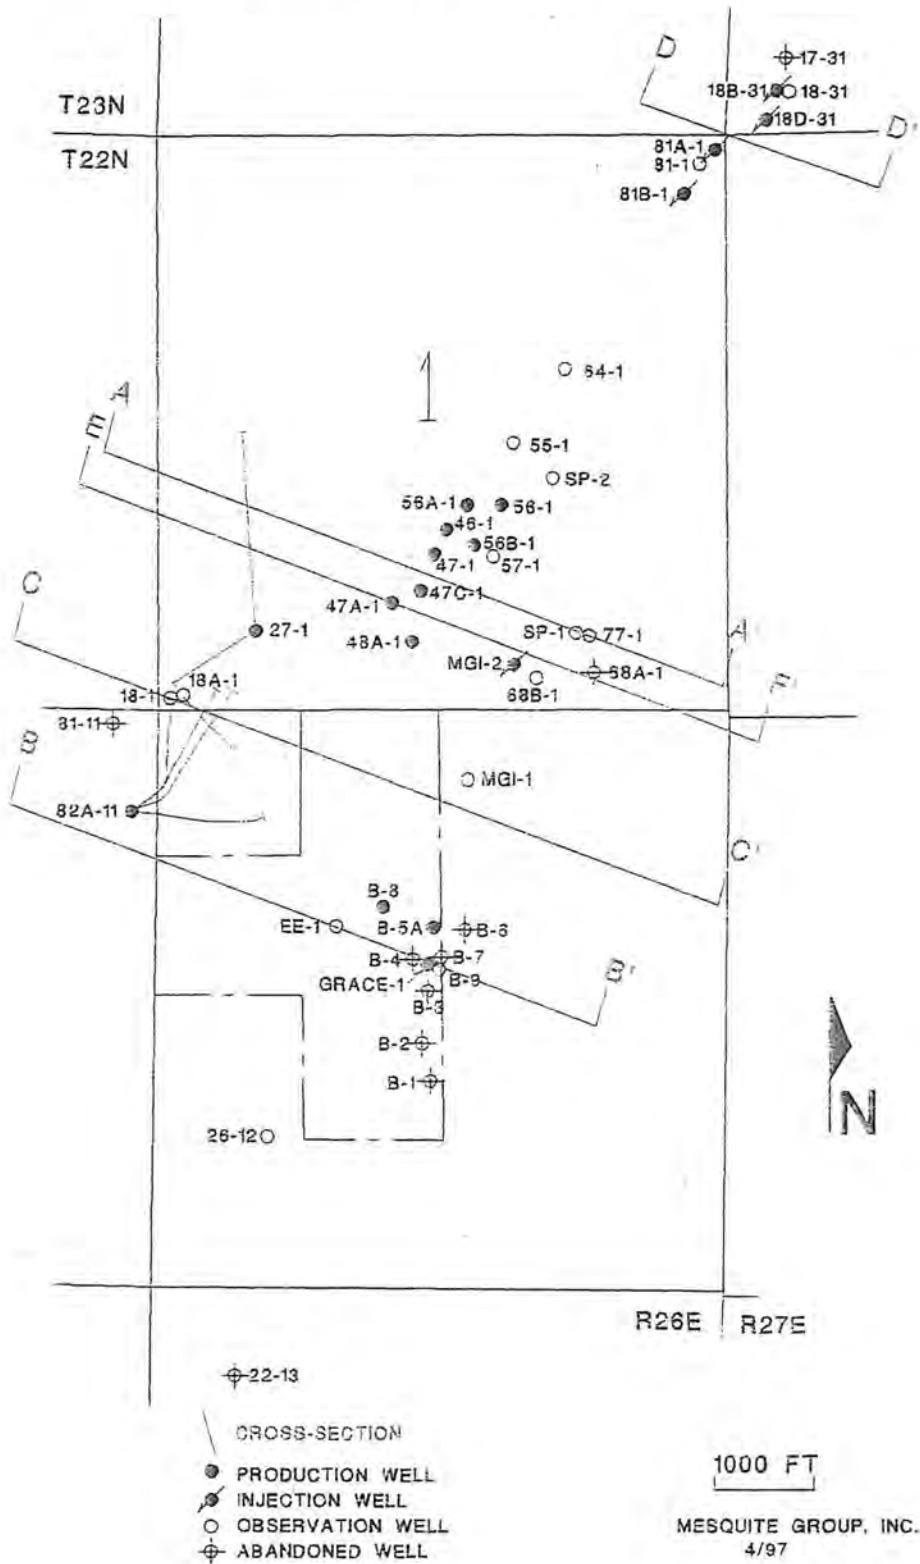 D
17-31
18B-31
18-31
T23N
18D-31
D'
T22N
81A-1
81-1
81B-1
1
64-1
A
E
55-1
SP-2
56A-1
56-1
46-1
56B-1
47-1
57-1
C
47C-1
47A-1
27-1
SP-1
77-1
A'
48A-1
MGI-2
68A-1
18A-1
68B-1
18-1
81-11
B
MGI-1
82A-11
C'
B-8
EE-1
B-5A
B-6
B-4
B-7
GRACE-1
B-9
B'
B-3
B-2
B-1
N
26-12
R26E
R27E
22-13
CROSS-SECTION
PRODUCTION WELL
1000 FT
INJECTION WELL
OBSERVATION WELL
MESQUITE GROUP, INC.
ABANDONED WELL
4/97